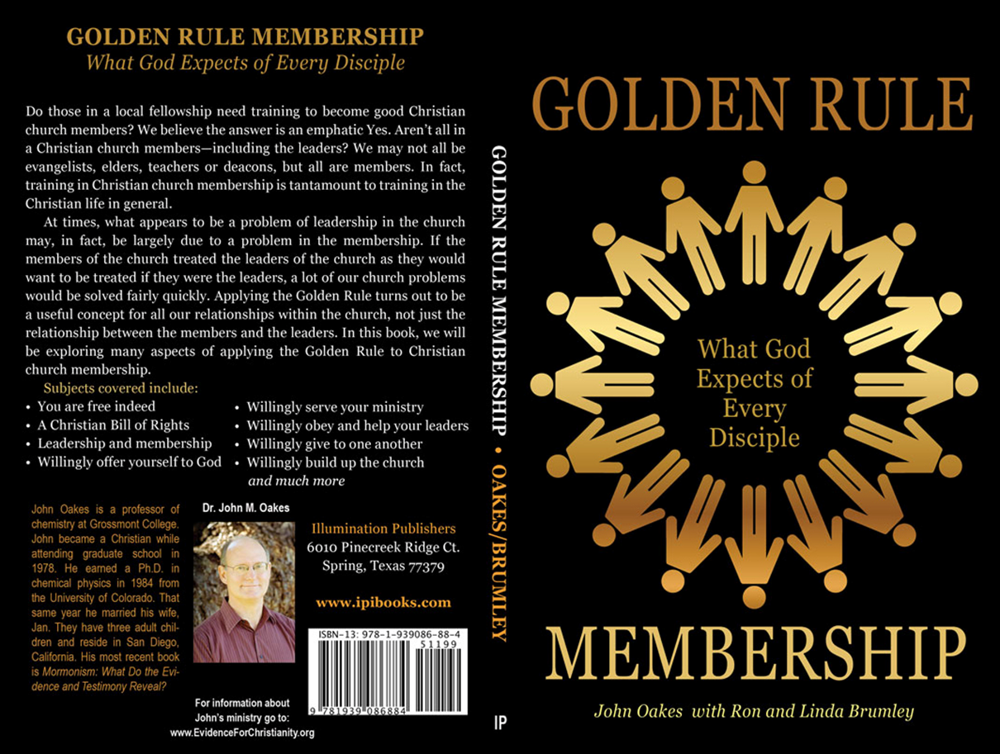 GOLDEN RULE MEMBERSHIP
What God Expects of Every Disciple
Do those in a local fellowship need training to become good Christian
church members? We believe the answer is an emphatic Yes. Aren't all in
a Christian church members—including the leaders? We may not all be
evangelists, elders, teachers or deacons, but all are members. In fact,
training in Christian church membership is tantamount to training in the
Christian life in general.
At times, what appears to be a problem of leadership in the church
may, in fact, be largely due to a problem in the membership. If the
members of the church treated the leaders of the church as they would
want to be treated if they were the leaders, a lot of our church problems
would be solved fairly quickly. Applying the Golden Rule turns out to be
a useful concept for all our relationships within the church, not just the
relationship between the members and the leaders. In this book, we will
be exploring many aspects of applying the Golden Rule to Christian
church membership.
Subjects covered include:
• You are free indeed
• A Christian Bill of Rights
• Leadership and membership
• Willingly offer yourself to God
• Willingly serve your ministry
• Willingly obey and help your leaders
• Willingly give to one another
• Willingly build up the church
and much more
John Oakes is a professor of
chemistry at Grossmont College.
John became a Christian while
attending graduate school in
1978. He earned a Ph.D. in
chemical physics in 1984 from
the University of Colorado. That
same year he married his wife,
Jan. They have three adult chil-
dren and reside in San Diego,
California. His most recent book
is Mormonism: What Do the Evi-
dence and Testimony Reveal?
Dr. John M. Oakes
For information about
John's ministry go to:
www.EvidenceForChristianity.org
Illumination Publishers
6010 Pinecreek Ridge Ct.
Spring, Texas 77379
www.ipibooks.com
ISBN-13: 978-1-939086-88-4
51199
9 781939 086884
GOLDEN RULE MEMBERSHIP • OAKES/BRUMLEY
IP
GOLDEN RULE
What God
Expects of
Every
Disciple
MEMBERSHIP
John Oakes with Ron and Linda Brumley